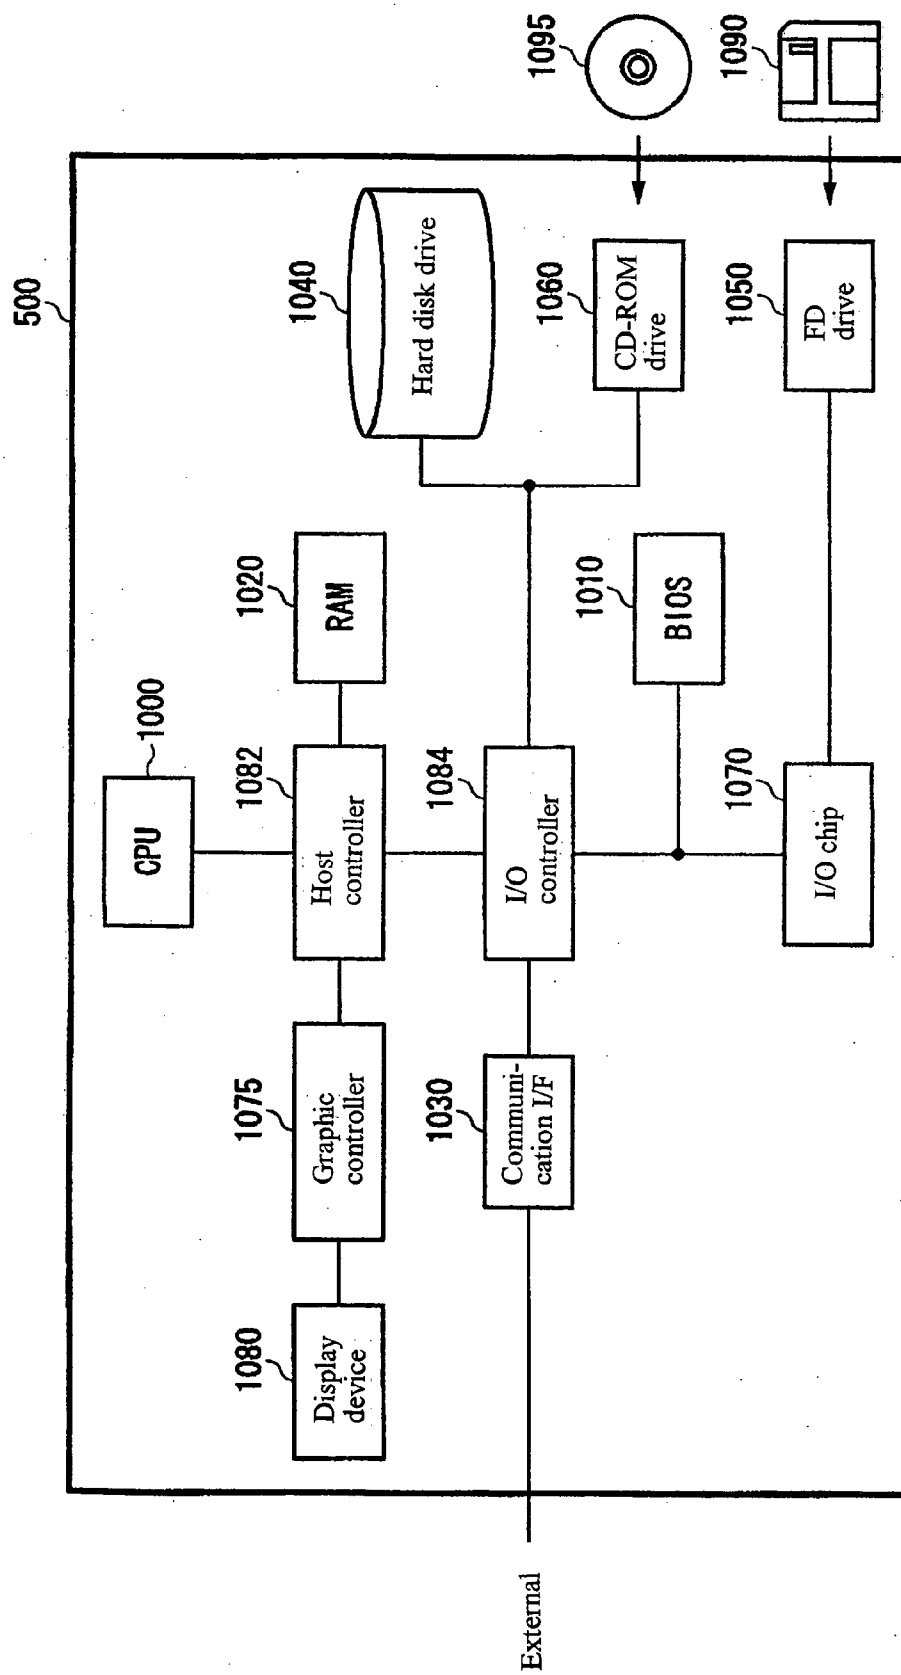 500
1000
CPU
1080
Display
device
1075
Graphic
controller
1082
Host
controller
1020
RAM
1040
Hard disk drive
External
1030
Communi-
cation I/F
1084
I/O
controller
1060
CD-ROM
drive
1095
1010
BIOS
1070
I/O chip
1050
FD
drive
1090